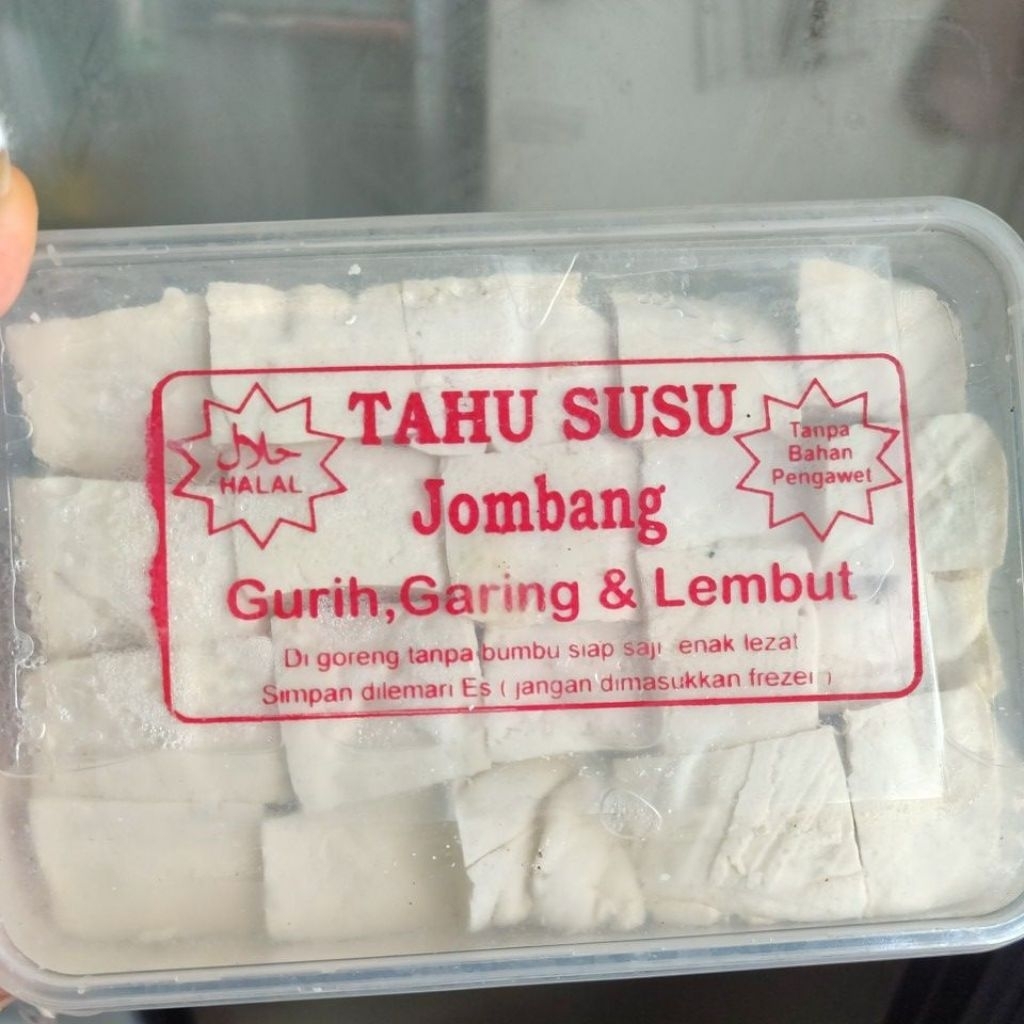 TAHU SUSU
Jombang
حلال
HALAL
Tanpa
Bahan
Pengawet
Gurih,Garing & Lembut
Di goreng tanpa bumbu siap saji enak lezat
Simpan dilemari Es ( jangan dimasukkan frezer )